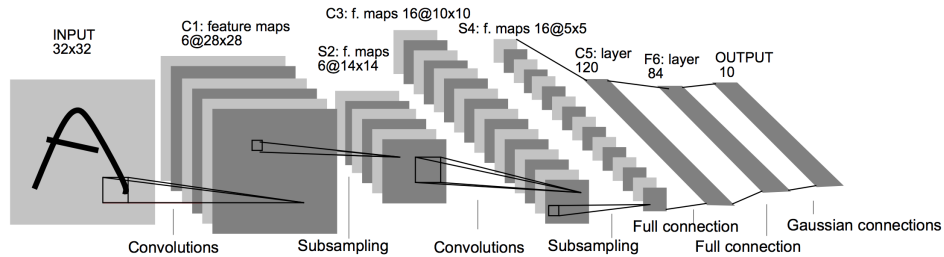 INPUT
32x32
C1: feature maps
6@28x28
S2: f. maps
6@14x14
C3: f. maps 16@10x10
S4: f. maps 16@5x5
C5: layer
120
F6: layer
84
OUTPUT
10
A
Convolutions
Subsampling
Convolutions
Subsampling
Full connection
Full connection
Gaussian connections